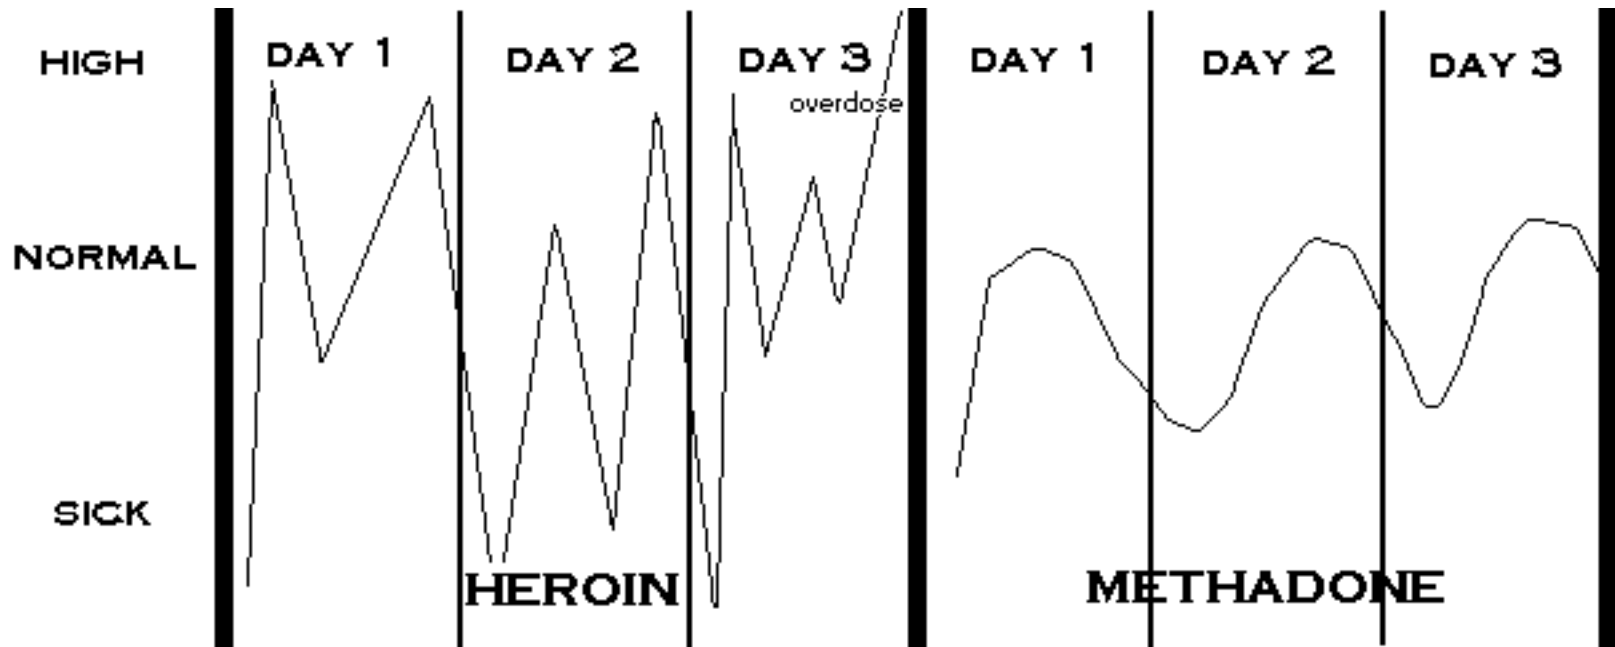 HIGH
DAY 1
DAY 2
DAY 3
DAY 1
DAY 2
DAY 3
overdose
NORMAL
SICK
HEROIN
METHADONE